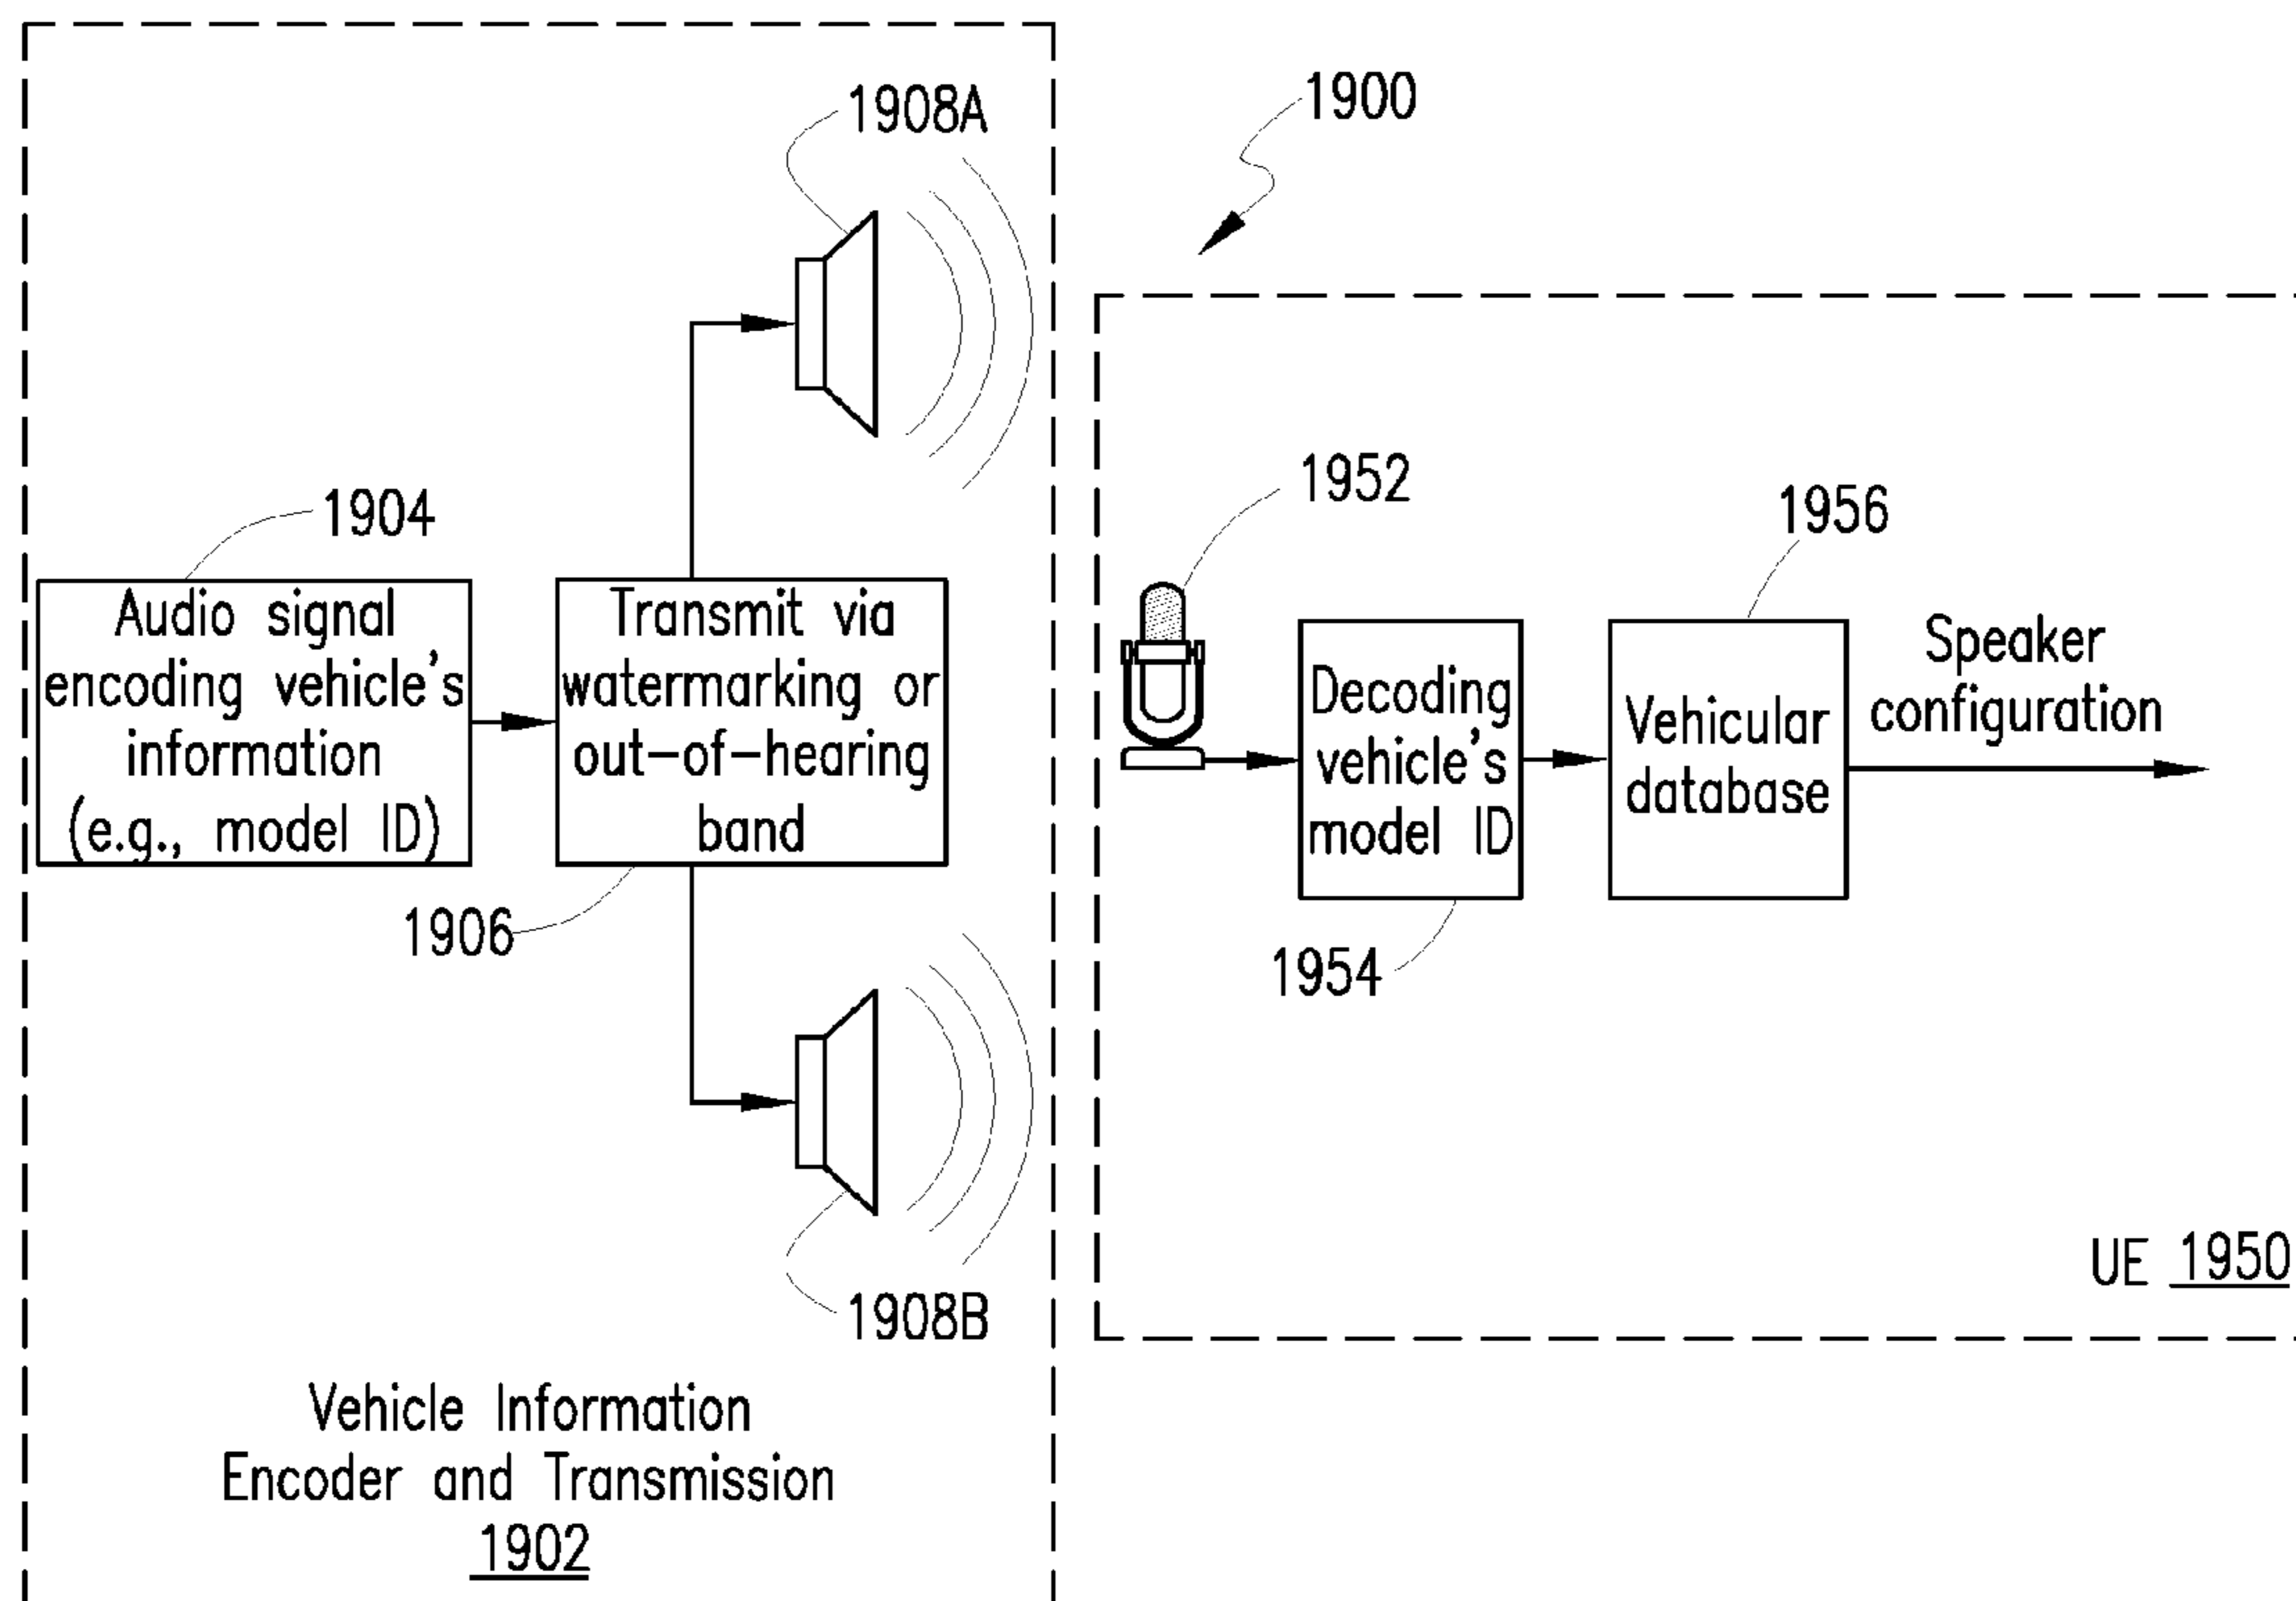 1908A
1900
1904
Audio signal
encoding vehicle's
information
(e.g., model ID)
Transmit via
watermarking or
out-of-hearing
band
1906
1908B
Vehicle Information
Encoder and Transmission
1902
1952
Decoding
vehicle's
model ID
1954
1956
Vehicular
database
Speaker
configuration
UE 1950